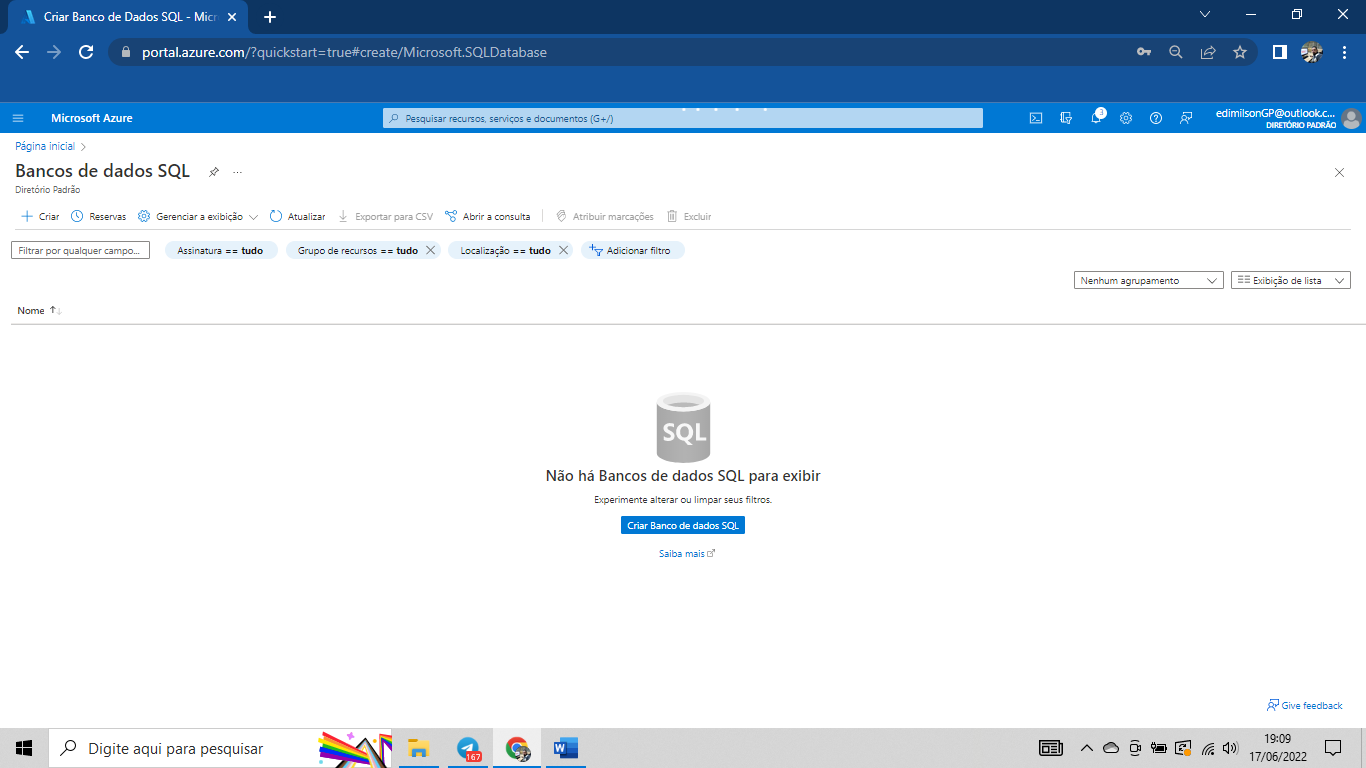 Criar Banco de Dados SQL - Micr
portal.azure.com/?quickstart=true#create/Microsoft.SQLDatabase
Microsoft Azure
Pesquisar recursos, serviços e documentos (G+/)
3
edimilsonGP@outlook.c...
DIRETÓRIO PADRÃO
Página inicial
Bancos de dados SQL
Diretório Padrão
Criar Reservas Gerenciar a exibição Atualizar Exportar para CSV Abrir a consulta Atribuir marcações Excluir
Filtrar por qualquer campo... Assinatura == tudo Grupo de recursos == tudo Localização == tudo Adicionar filtro
Nenhum agrupamento Exibição de lista
Nome
SQL
Não há Bancos de dados SQL para exibir
Experimente alterar ou limpar seus filtros.
Criar Banco de dados SQL
Saiba mais
Give feedback
Digite aqui para pesquisar
167
19:09
17/06/2022